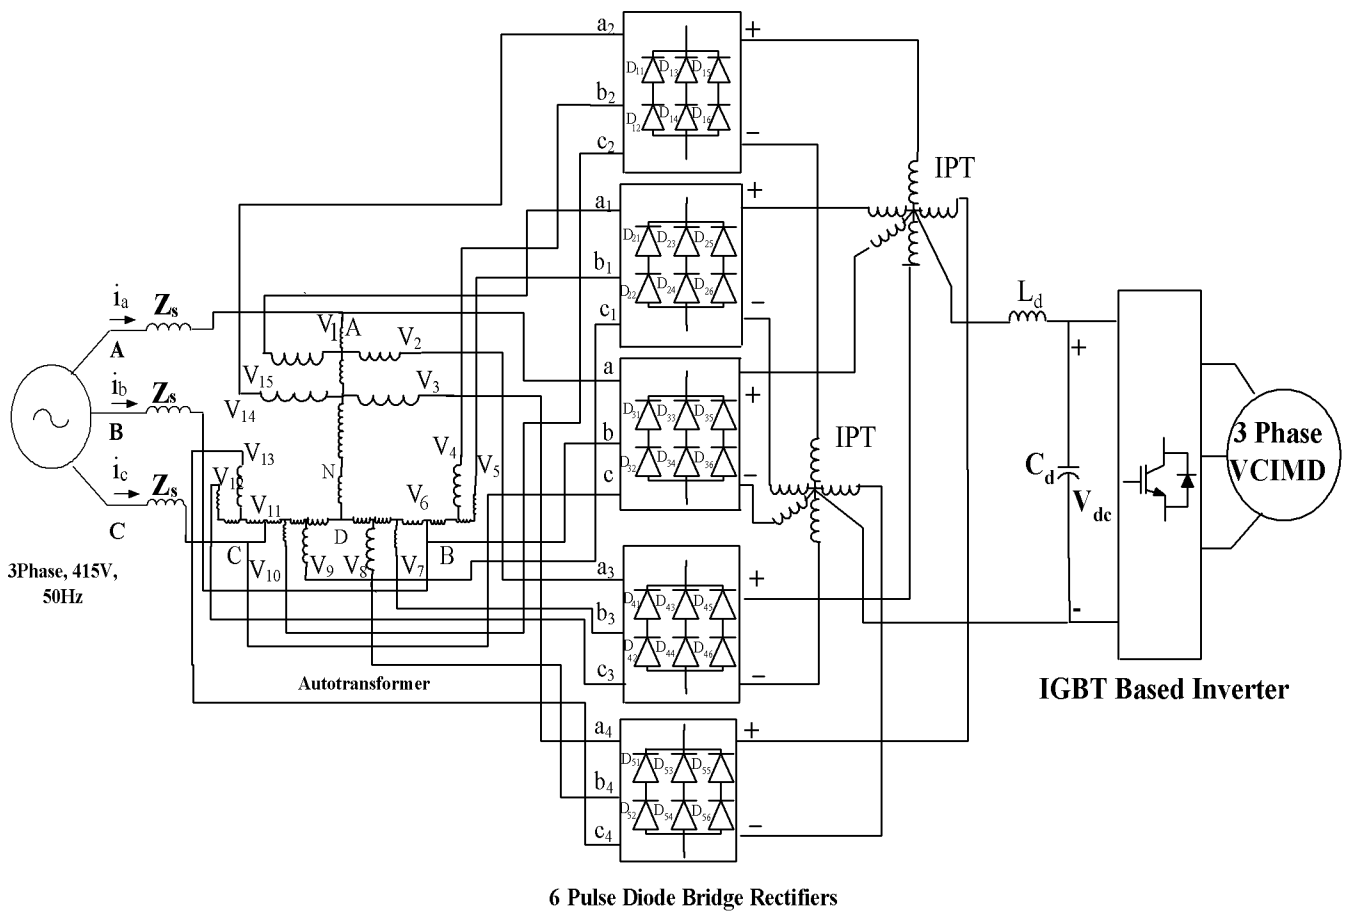 a2
+
D11 D13 D15
b2
D12 D14 D16
c2
−
IPT
a1
+
D21 D23 D25
b1
D22 D24 D26
c1
−
ia
Zs
A
V1 A V2
V15
V3
V14
a
+
D31 D33 D35
b
D32 D34 D36
c
−
IPT
Ld
+
Cd
Vdc
-
3 Phase
VCIMD
ib
Zs
B
V13
V12
V4
V5
N
V6
ic
Zs
C
V11
C
D
B
V10
V9
V8
V7
3Phase, 415V,
50Hz
a3
+
D41 D43 D45
b3
D42 D44 D46
c3
−
Autotransformer
IGBT Based Inverter
a4
+
D51 D53 D55
b4
D52 D54 D56
c4
−
6 Pulse Diode Bridge Rectifiers